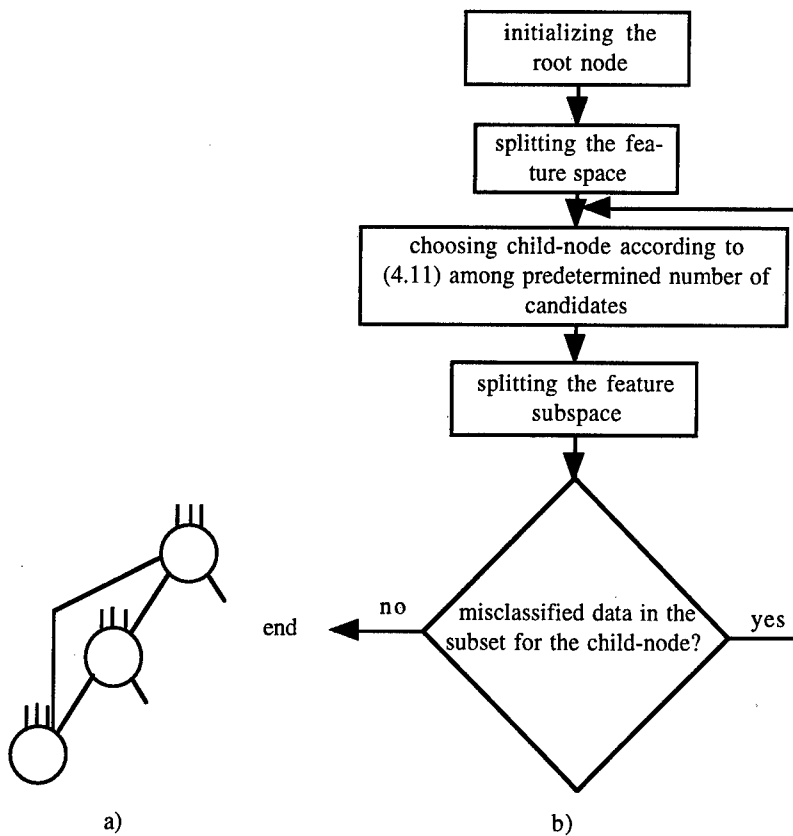 initializing the
root node
splitting the fea-
ture space
choosing child-node according to
(4.11) among predetermined number of
candidates
splitting the feature
subspace
misclassified data in the
subset for the child-node?
no
yes
end
a)
b)